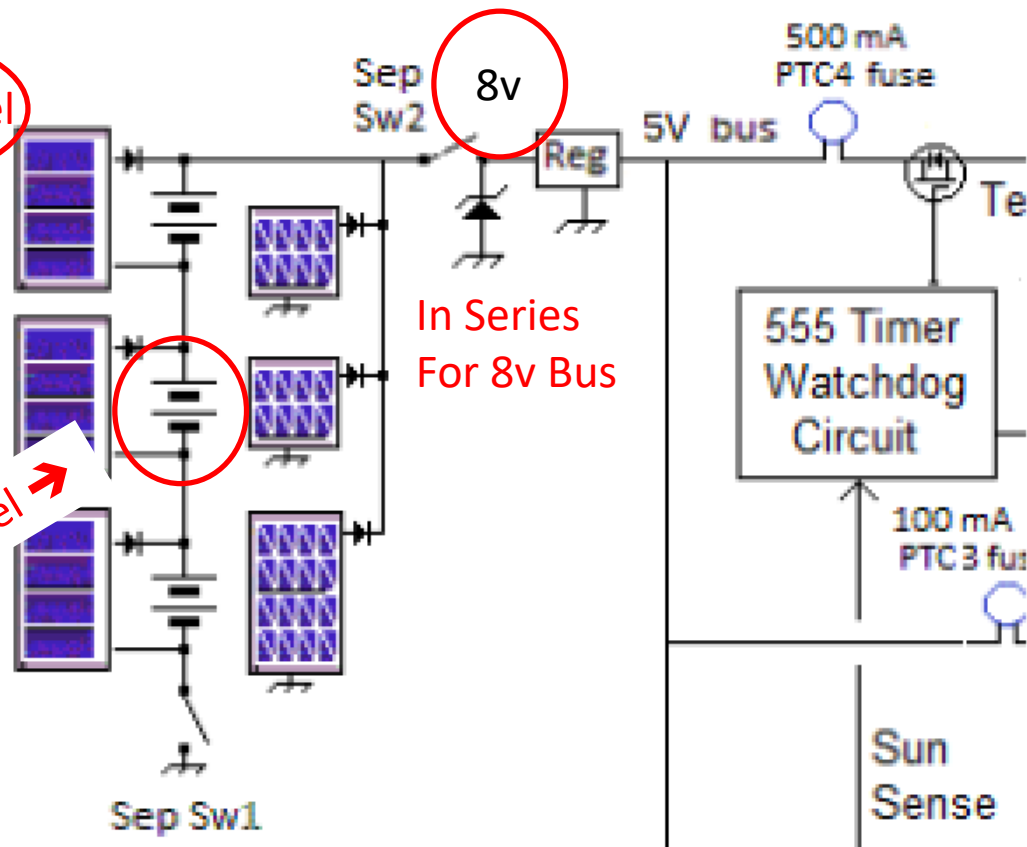 500 mA
PTC4 fuse
Sep
Sw2
8v
5V bus
Reg
In Series
For 8v Bus
555 Timer
Watchdog
Circuit
100 mA
Sun
Sense
Sep Sw1